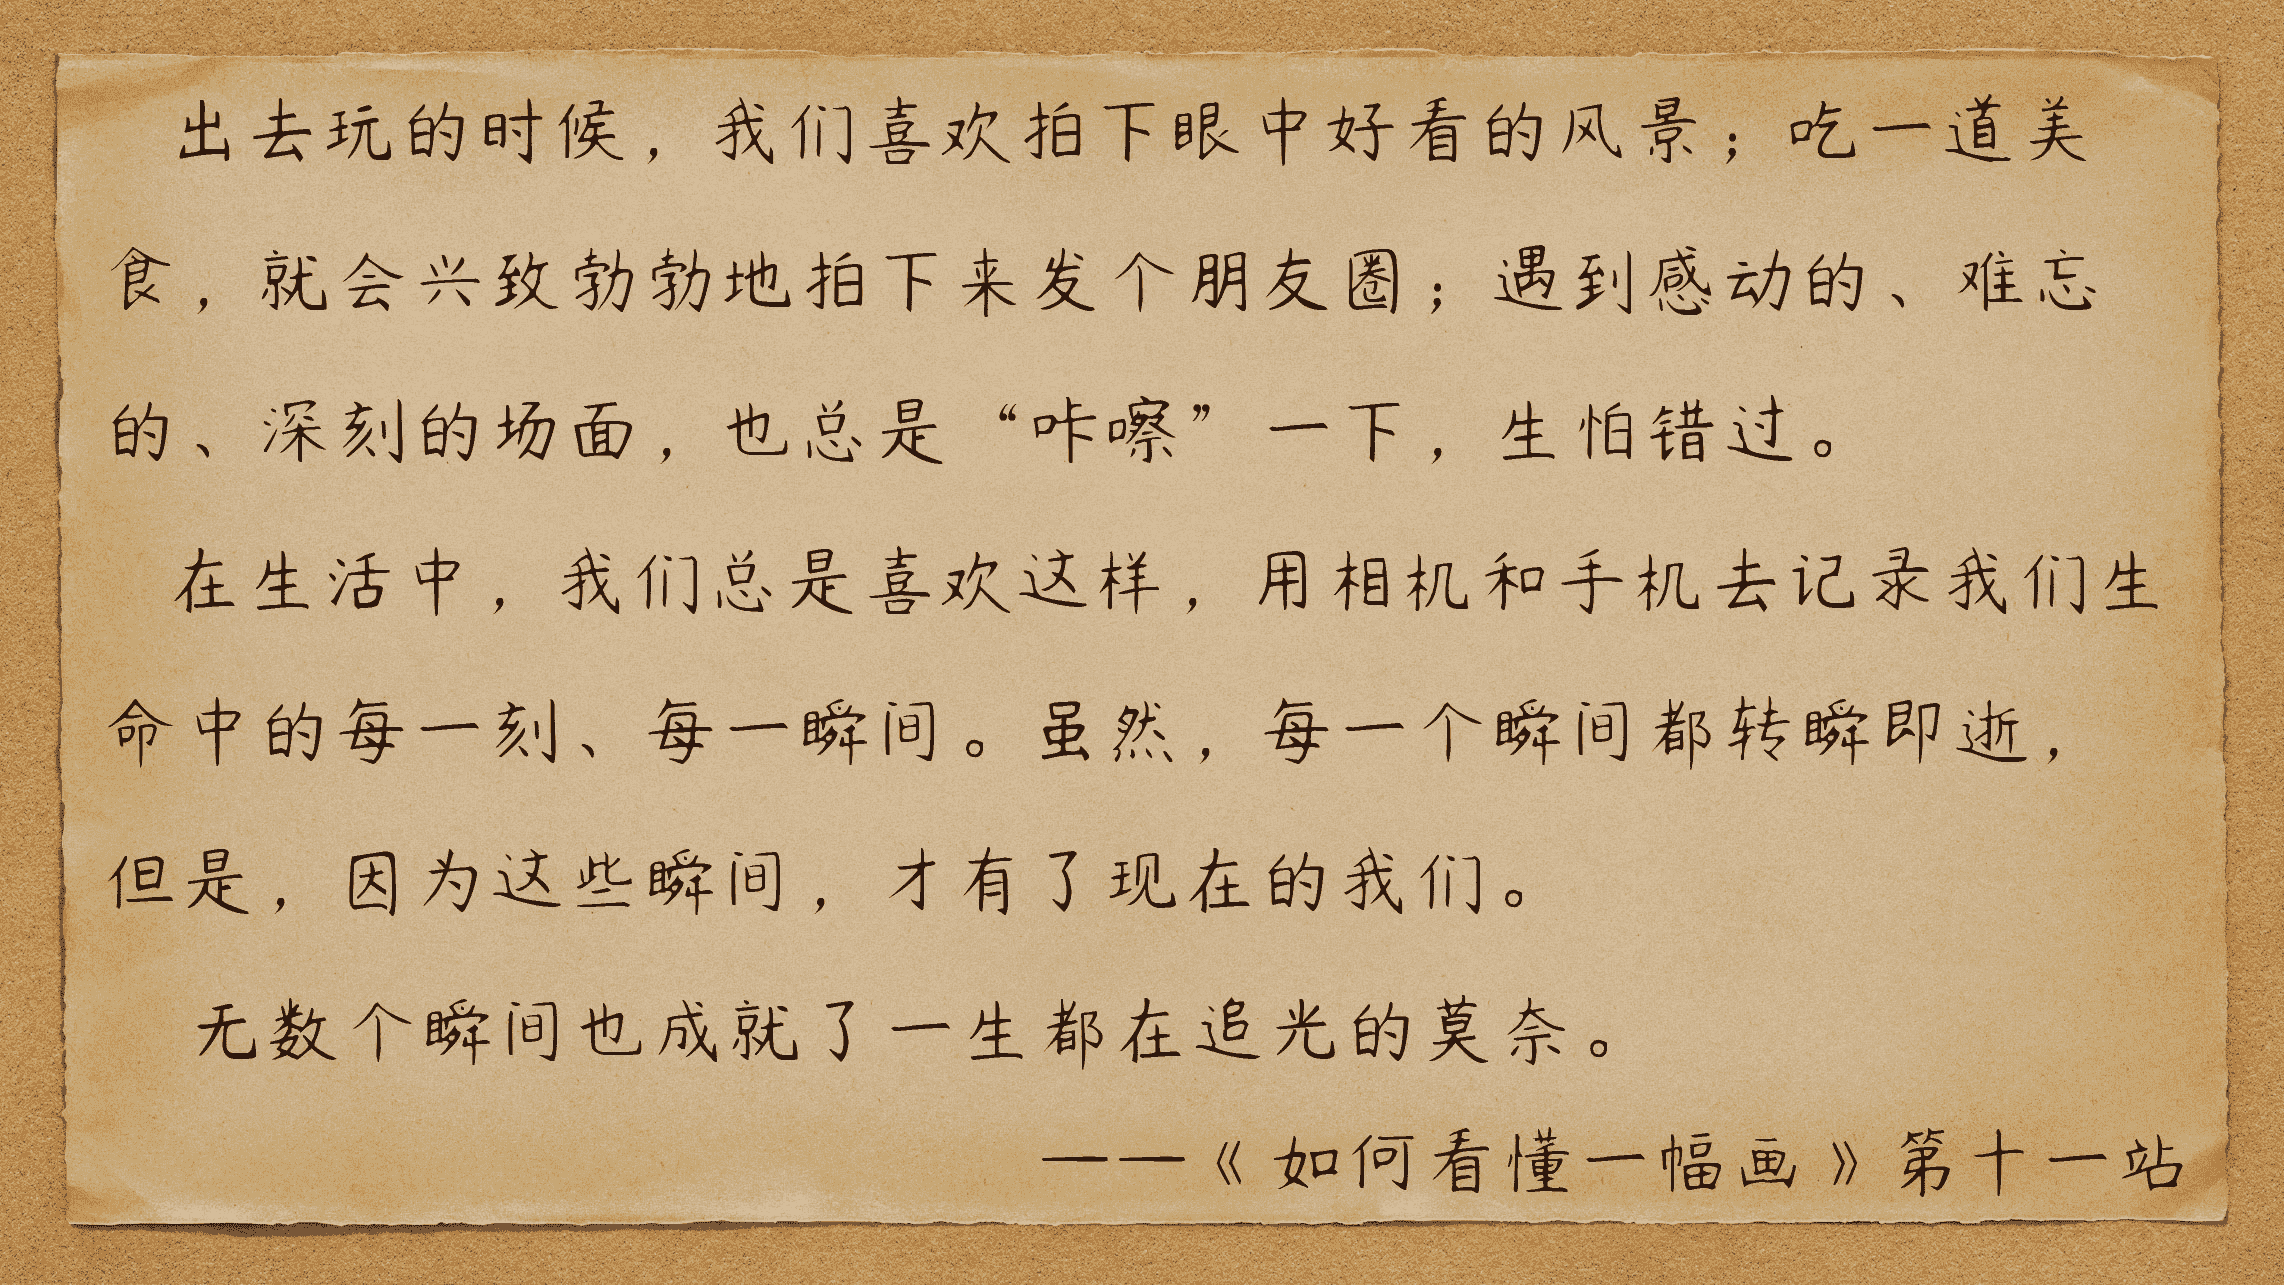 出去玩的时候，我们喜欢拍下眼中好看的风景；吃一道美
食，就会兴致勃勃地拍下来发个朋友圈；遇到感动的、难忘
的、深刻的场面，也总是“咔嚓”一下，生怕错过。
在生活中，我们总是喜欢这样，用相机和手机去记录我们生
命中的每一刻、每一瞬间。虽然，每一个瞬间都转瞬即逝，
但是，因为这些瞬间，才有了现在的我们。
无数个瞬间也成就了一生都在追光的莫奈。
——《如何看懂一幅画》第十一站